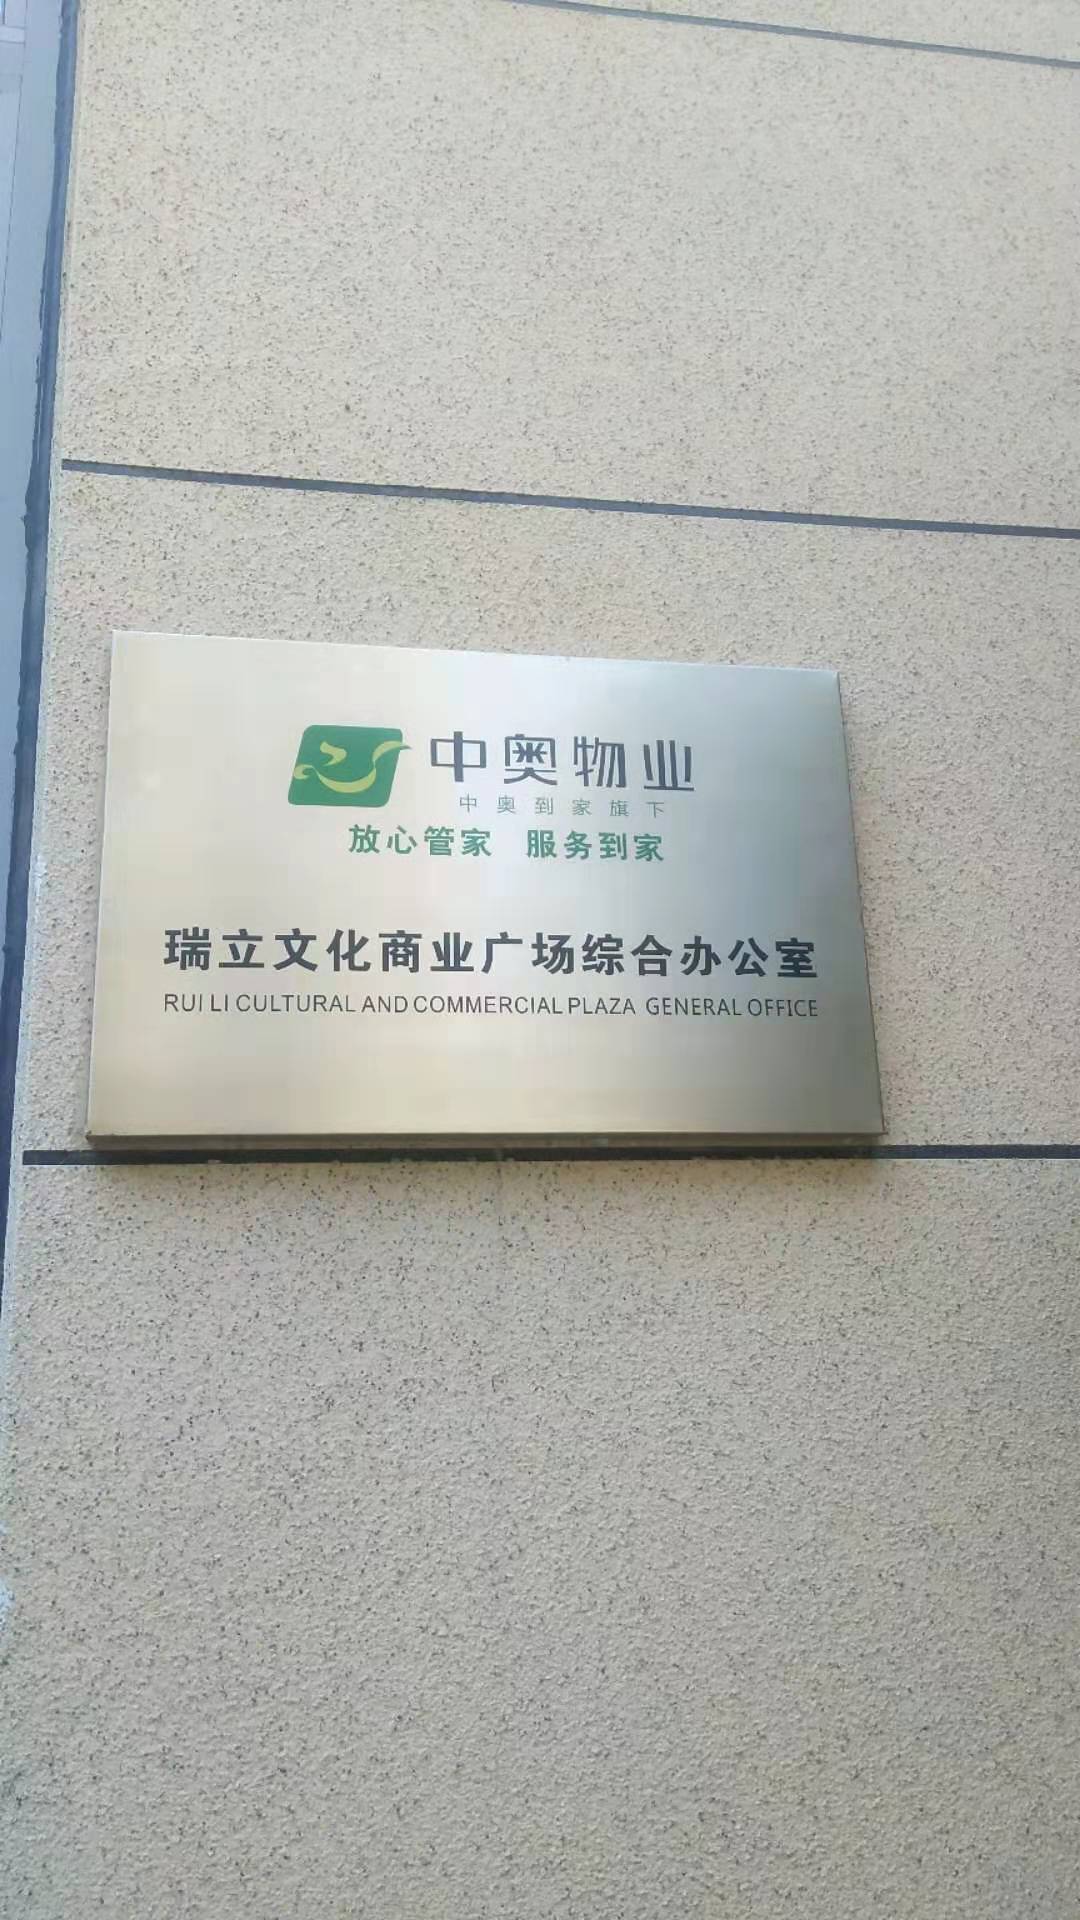 中奥物业
中奥到家旗下
放心管家 服务到家
瑞立文化商业广场综合办公室
RUI LI CULTURAL AND COMMERCIAL PLAZA GENERAL OFFICE